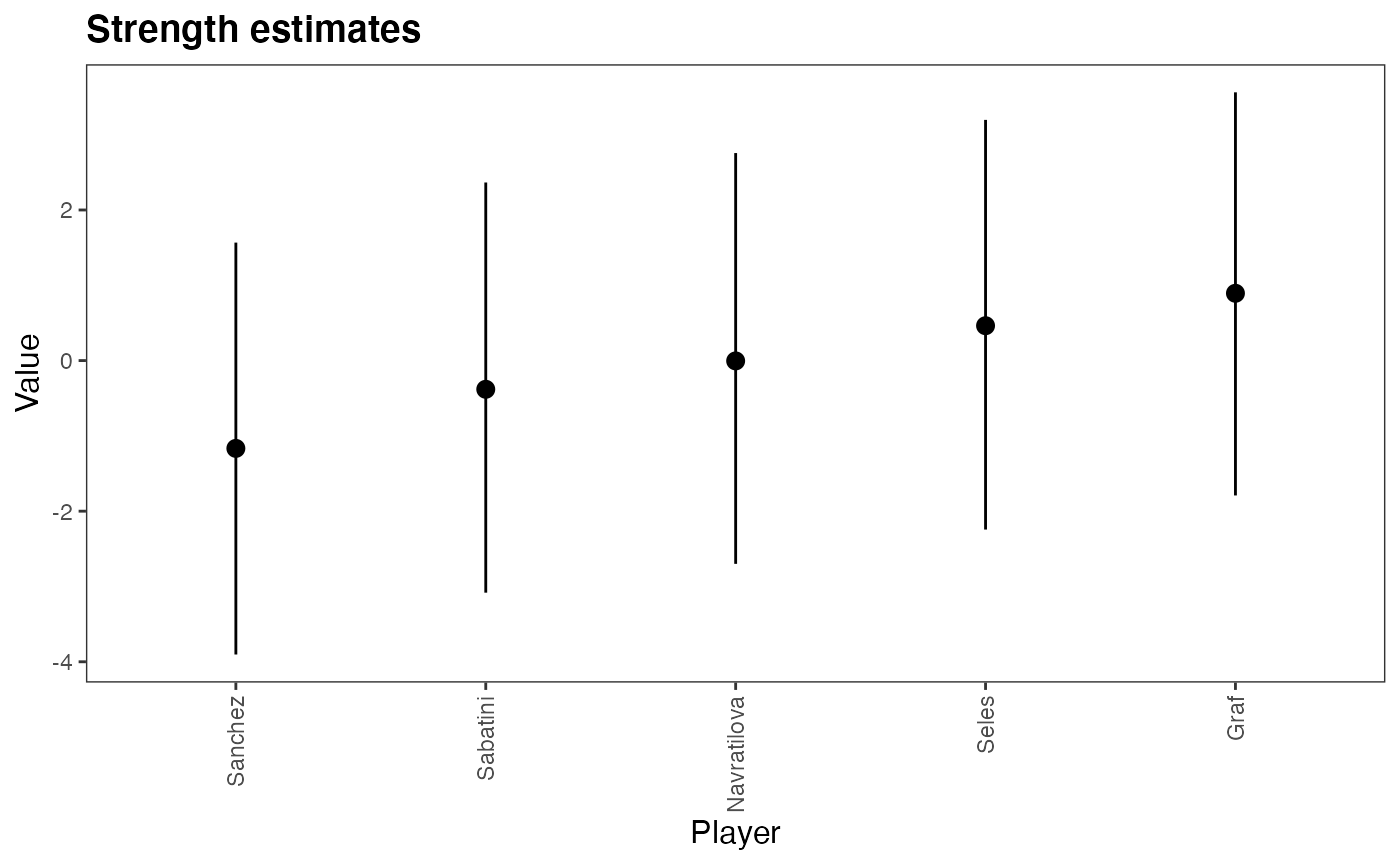 Strength estimates
Value
2
0
-2
-4
Sanchez
Sabatini
Navratilova
Seles
Graf
Player